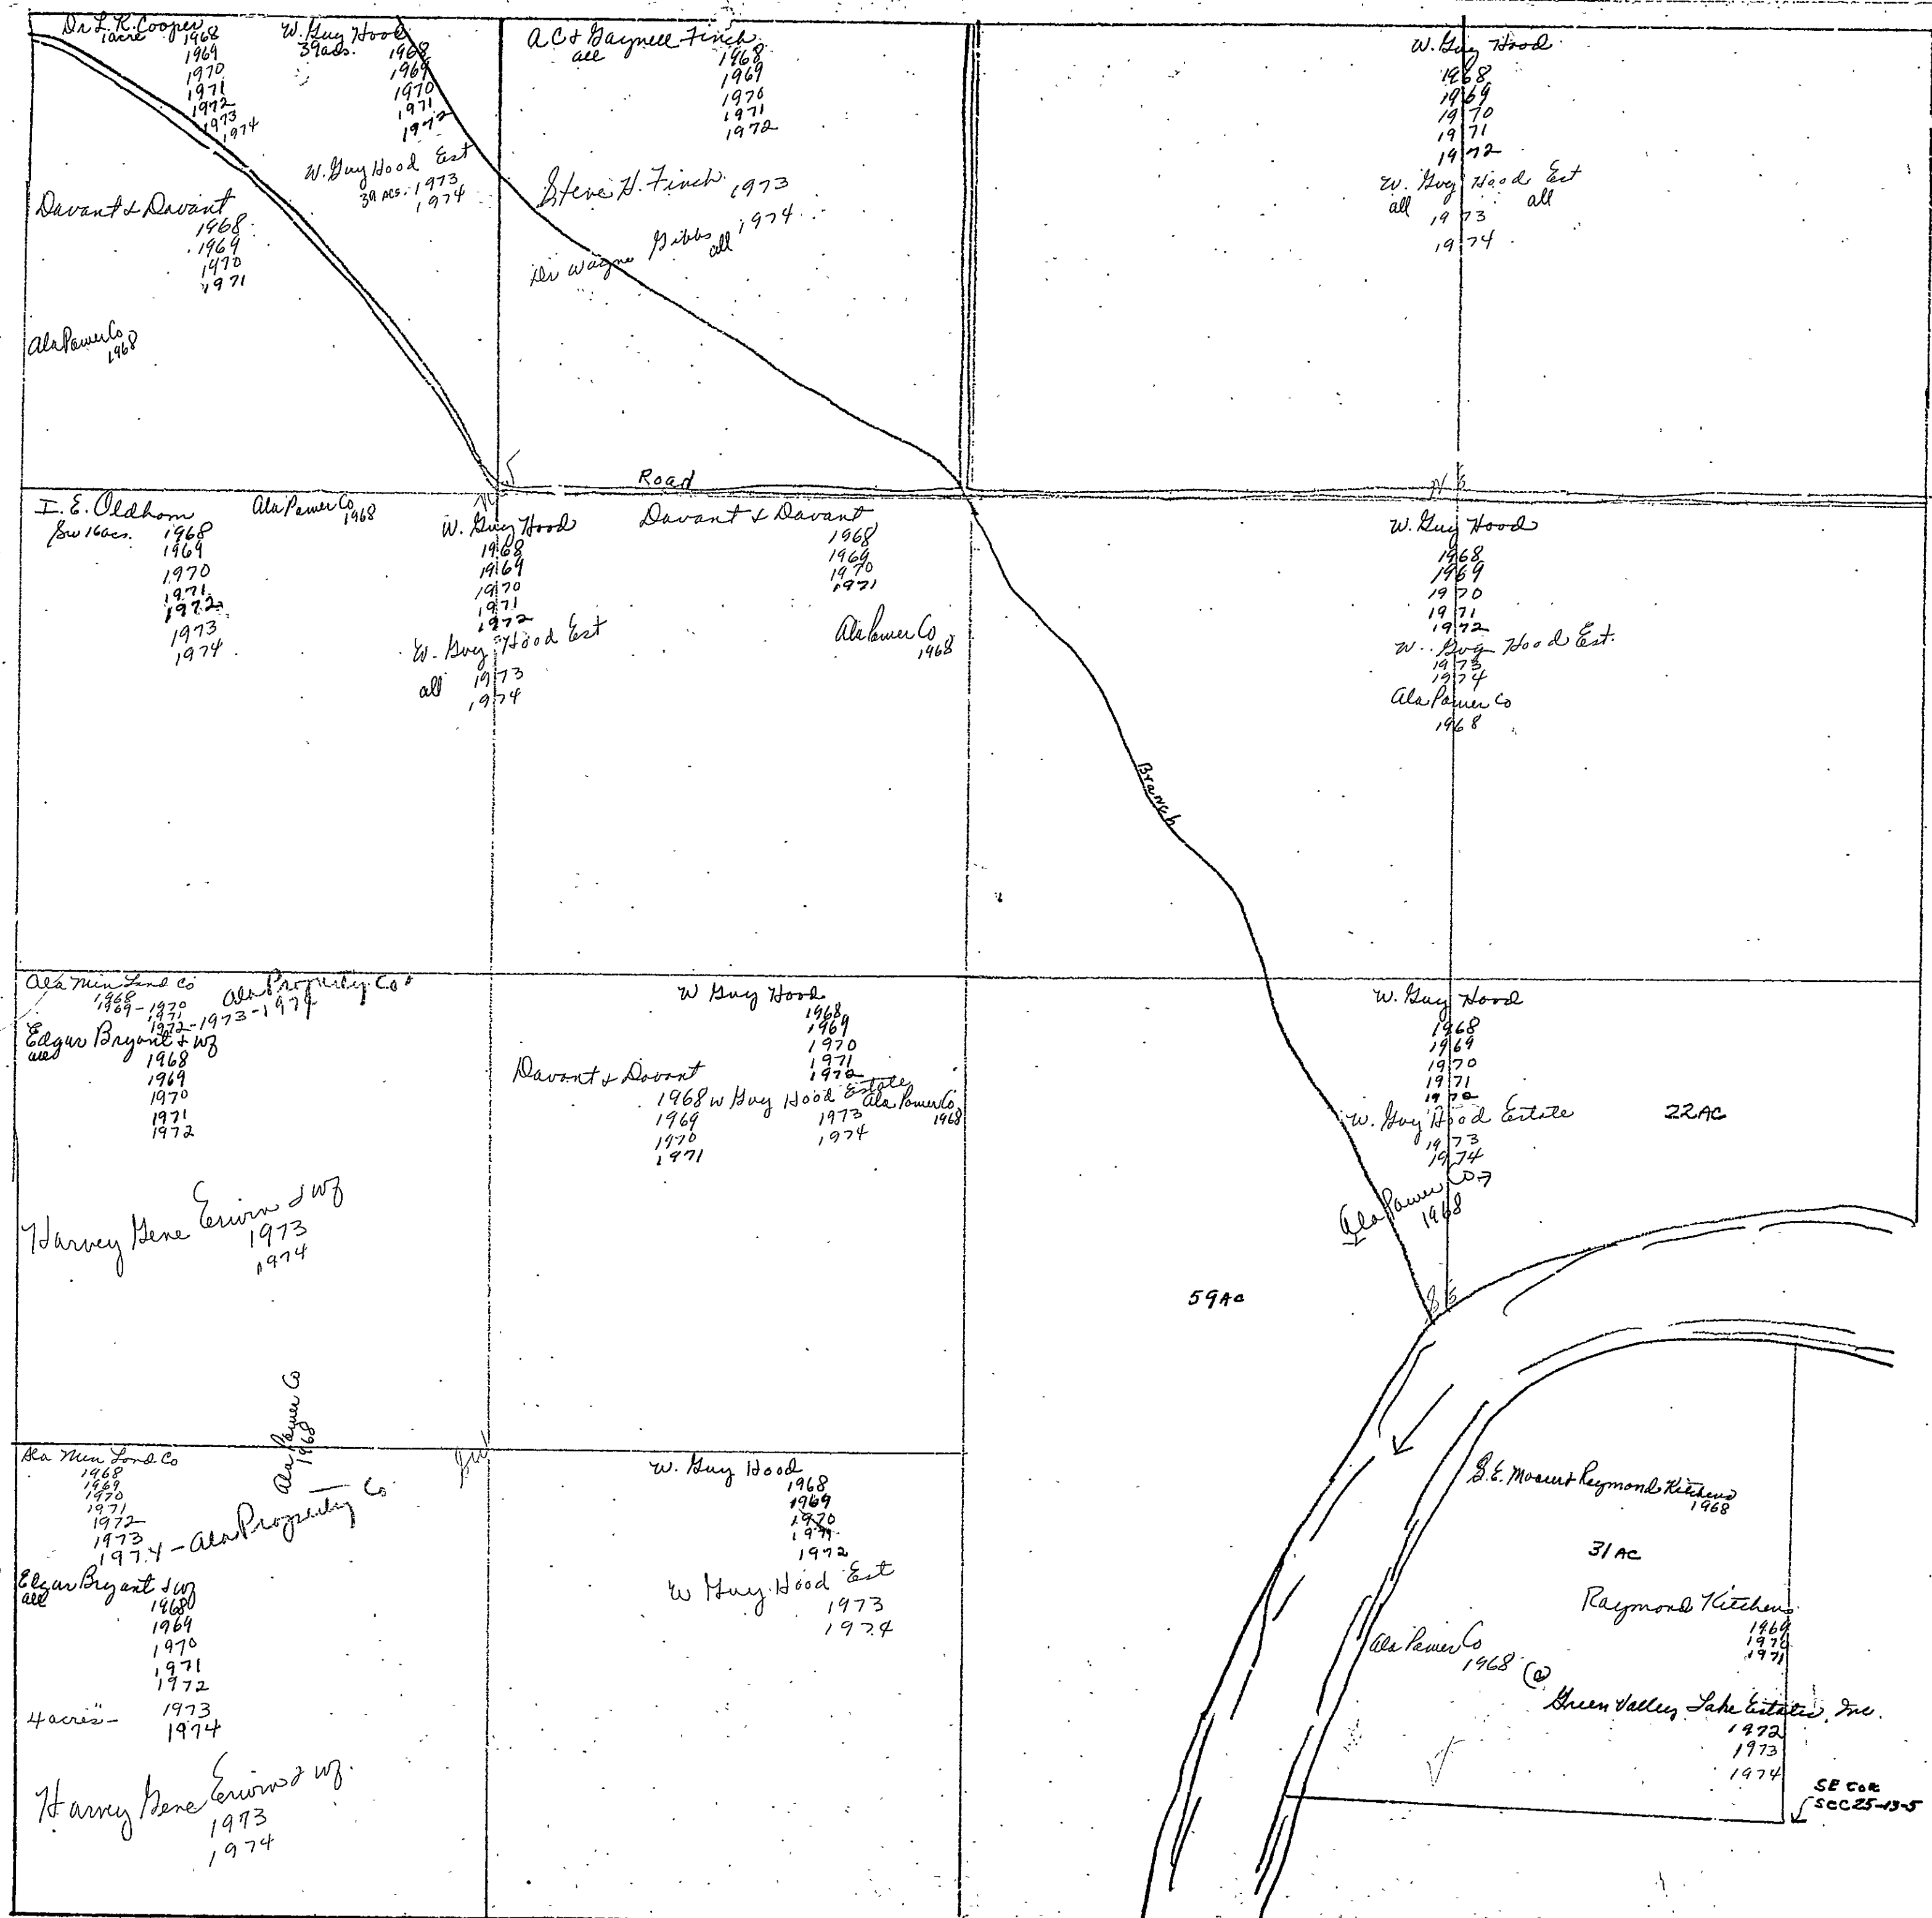 Dr L. R. Cooper
1 acre 1968
1969
1970
1971
1972
1973
1974
W. Guy Hood
39 acs. 1968
1969
1970
1971
1972
W. Guy Hood Est
39 acs. 1973
1974
Davant & Davant
1968
1969
1970
1971
Ala Power Co
1968
A C & Gaynell Finch
all 1968
1969
1970
1971
1972
Steve H. Finch 1973
Dr Wayne Gibbs 1974
all
W. Guy Hood
1968
1969
1970
1971
1972
W. Guy Hood Est
all 1973 all
1974
Road
NE
I. E. Oldham
SW 16 acs. 1968
1969
1970
1971
1972
1973
1974
Ala Power Co
1968
W. Guy Hood
1968
1969
1970
1971
1972
W. Guy Hood Est
all 1973
1974
Davant & Davant
1968
1969
1970
1971
Ala Power Co
1968
W. Guy Hood
1968
1969
1970
1971
1972
W. Guy Hood Est.
1973
1974
Ala Power Co
1968
Branch
Ala Min Land Co
1968
1969-1970
1971
Ala Property Co
1972-1973-1974
Edgar Bryant & Wf
all 1968
1969
1970
1971
1972
Harvey Gene Erwin & Wf
1973
1974
Ala Power Co
1968
W Guy Hood
1968
1969
1970
1971
1972
Davant & Davant
1968
1969
1970
1971
W Guy Hood Estate
1973
1974
Ala Power Co
1968
W. Guy Hood
1968
1969
1970
1971
1972
W. Guy Hood Estate
1973
1974
Ala Power Co
1968
22 AC
59 AC
SE
SW
Ala Min Land Co
1968
1969
1970
1971
1972
1973
1974 - Ala Property Co
Edgar Bryant & Wf
all 1968
1969
1970
1971
1972
4 acres - 1973
1974
Harvey Gene Erwin & Wf.
1973
1974
W. Guy Hood
1968
1969
1970
1971
1972
W Guy Hood Est
1973
1974
Raymond Kitchens
1968
31 AC
Raymond Kitchens
1969
1970
1971
Ala Power Co
1968
Green Valley Lake Estates, Inc.
1972
1973
1974
SE COR
SEC 25-13-5